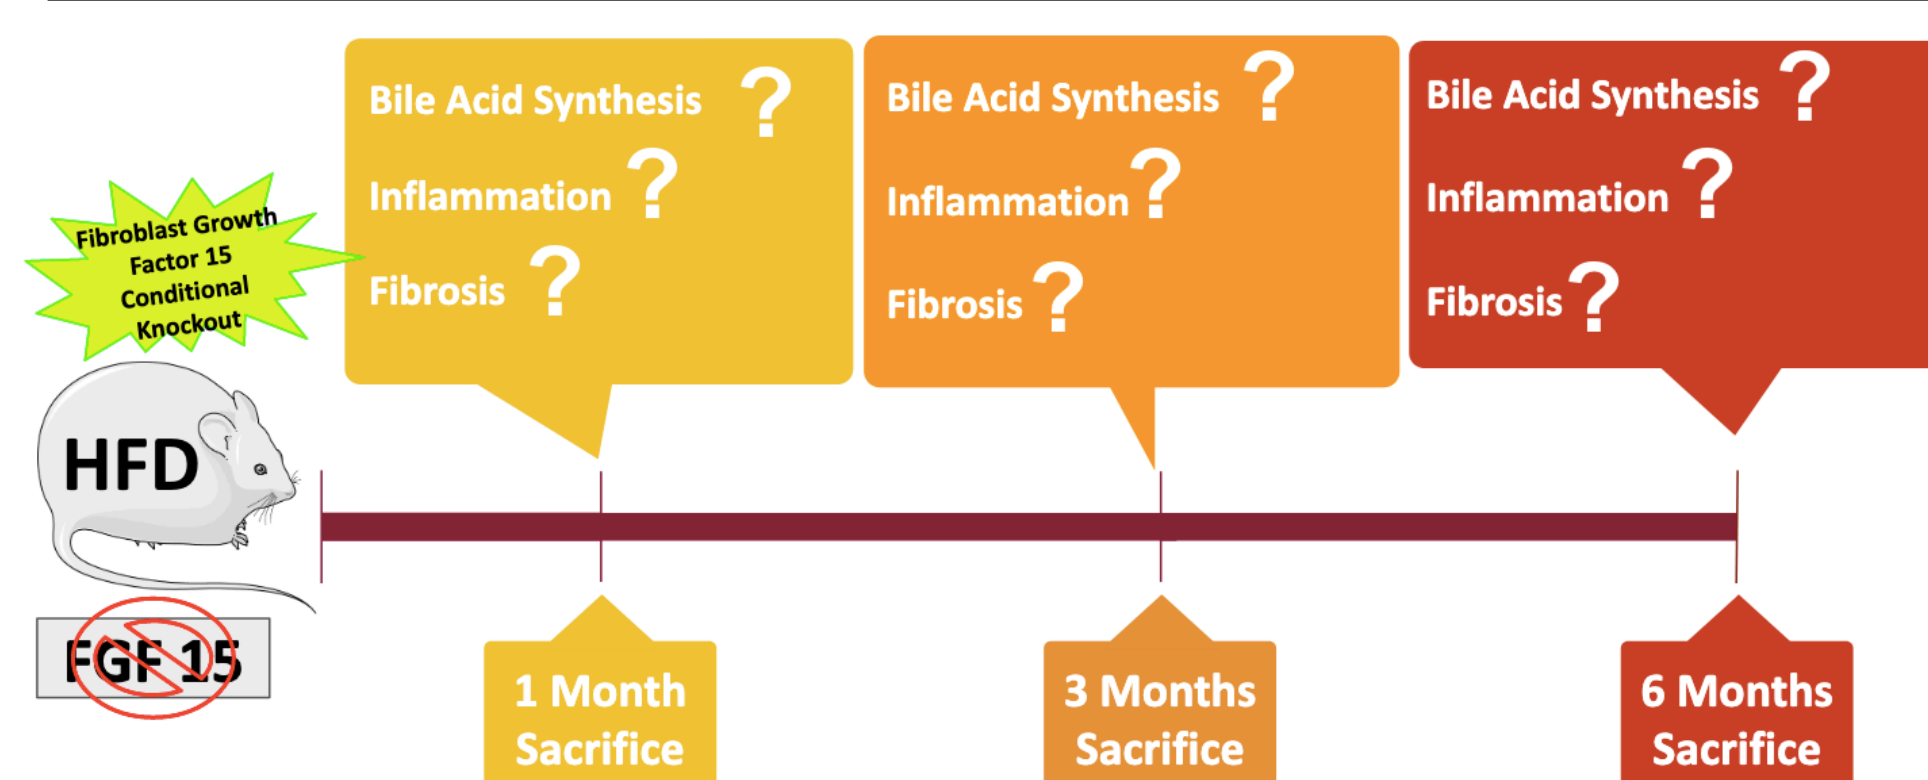 Fibroblast Growth
Factor 15
Conditional
Knockout
HFD
FGF 15
Bile Acid Synthesis ?
Inflammation ?
Fibrosis ?
Bile Acid Synthesis ?
Inflammation ?
Fibrosis ?
Bile Acid Synthesis ?
Inflammation ?
Fibrosis ?
1 Month
Sacrifice
3 Months
Sacrifice
6 Months
Sacrifice